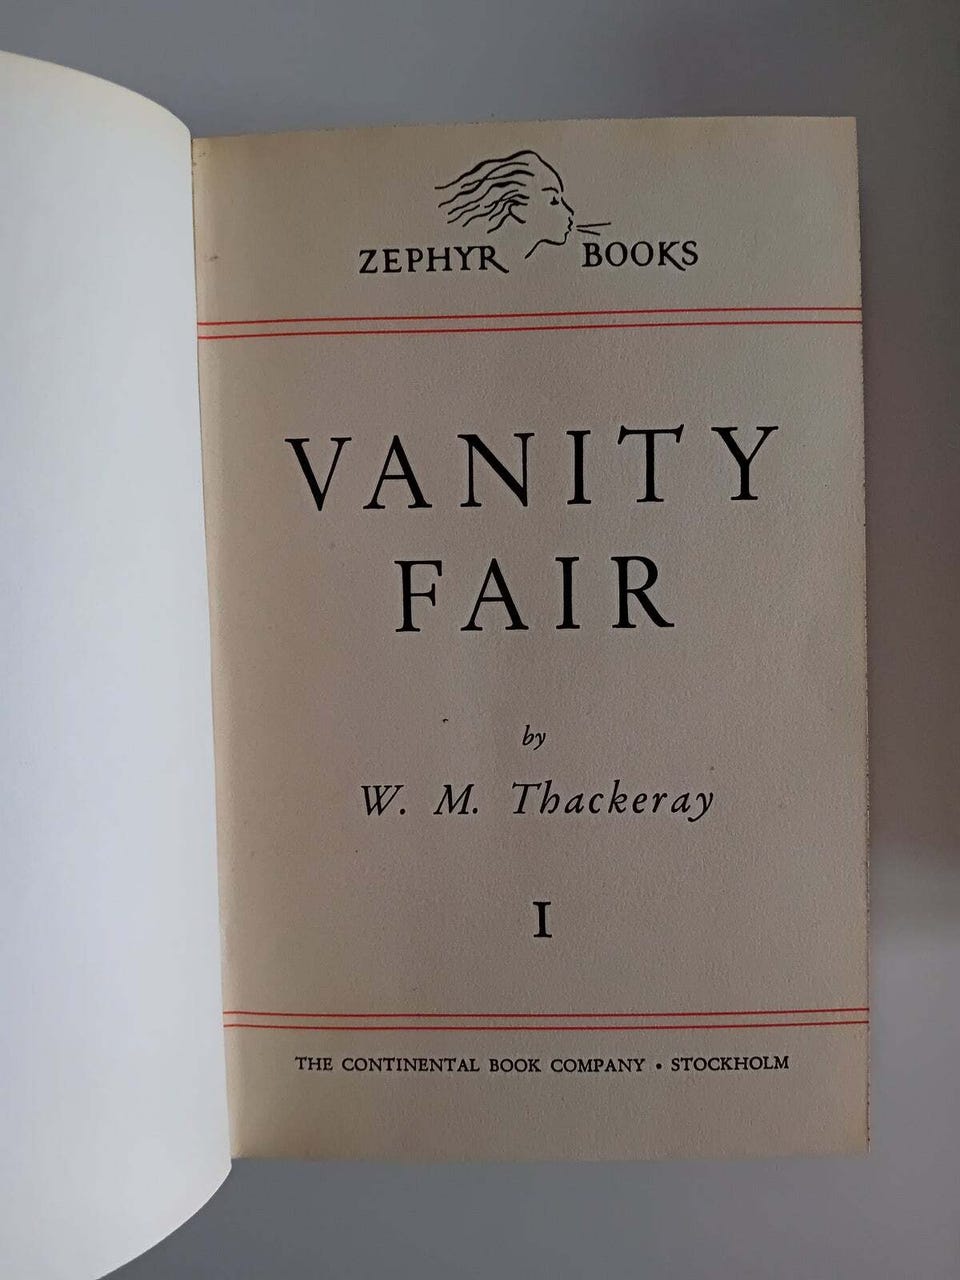 ZEPHYR BOOKS
VANITY
FAIR
by
W. M. Thackeray
I
THE CONTINENTAL BOOK COMPANY • STOCKHOLM